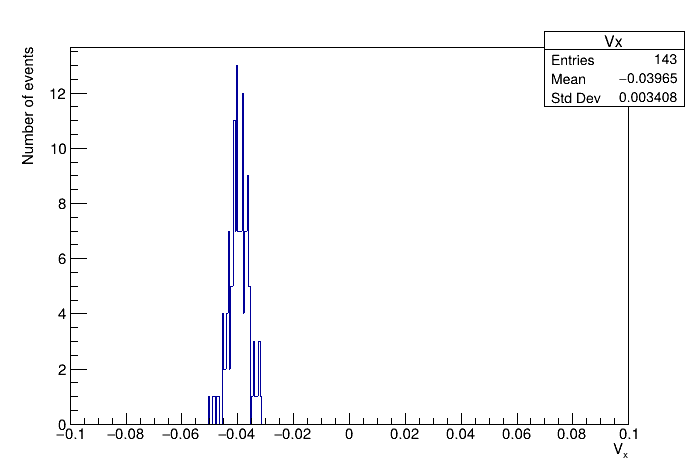 Vx
Entries 143
Mean −0.03965
Std Dev 0.003408
Number of events
12
10
8
6
4
2
0
−0.1 −0.08 −0.06 −0.04 −0.02 0 0.02 0.04 0.06 0.08 0.1
Vx